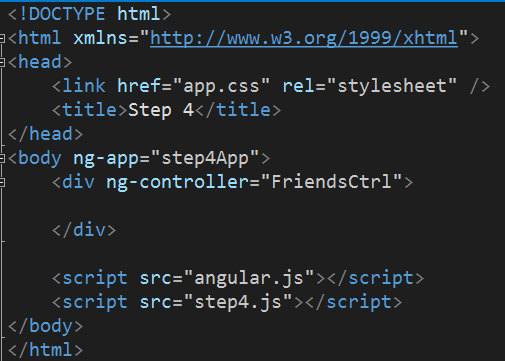 <!DOCTYPE html>
<html xmlns="http://www.w3.org/1999/xhtml">
<head>
    <link href="app.css" rel="stylesheet" />
    <title>Step 4</title>
</head>
<body ng-app="step4App">
    <div ng-controller="FriendsCtrl">

    </div>

    <script src="angular.js"></script>
    <script src="step4.js"></script>
</body>
</html>